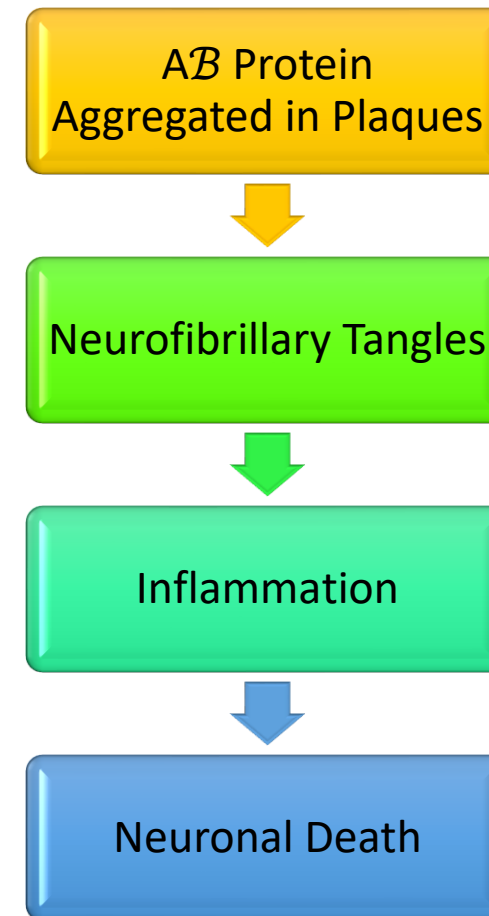 Aℬ Protein
Aggregated in Plaques
Neurofibrillary Tangles
Inflammation
Neuronal Death